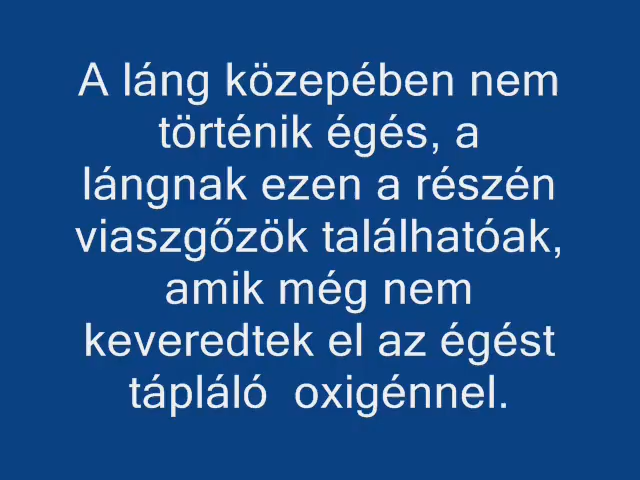 A láng közepében nem
történik égés, a
lángnak ezen a részén
viaszgőzök találhatóak,
amik még nem
keveredtek el az égést
tápláló  oxigénnel.